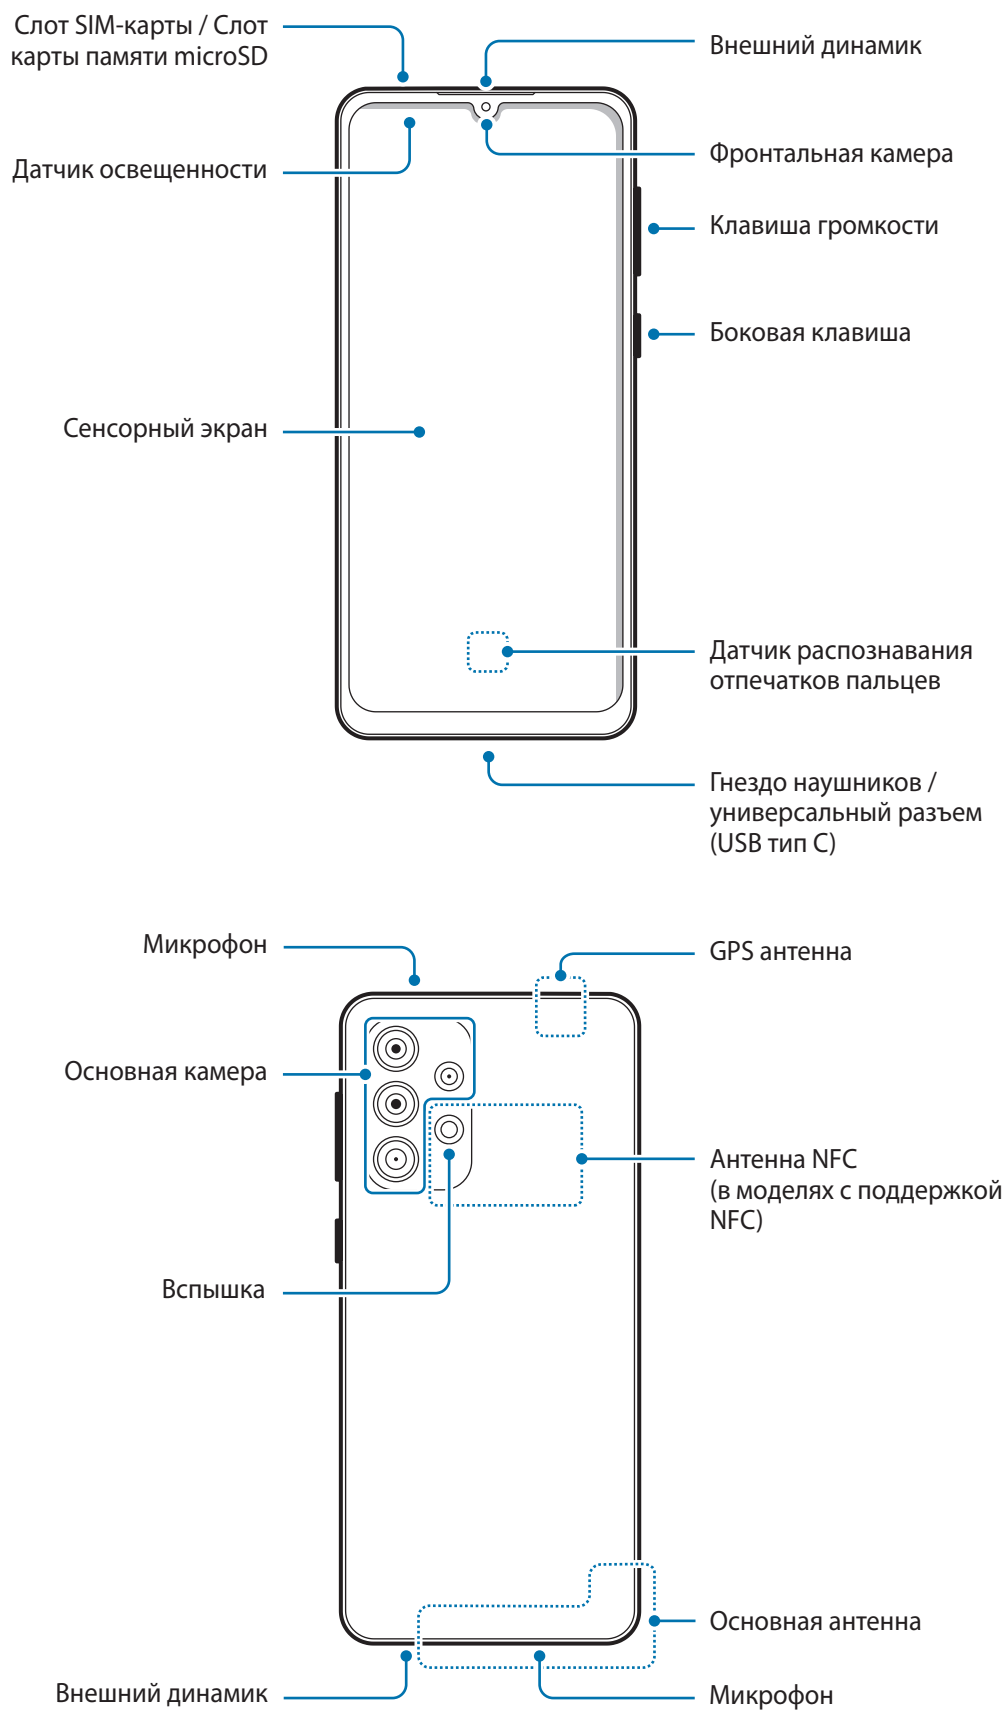 Слот SIM-карты / Слот
карты памяти microSD
Внешний динамик
Датчик освещенности
Фронтальная камера
Клавиша громкости
Боковая клавиша
Сенсорный экран
Датчик распознавания
отпечатков пальцев
Гнездо наушников /
универсальный разъем
(USB тип C)
Микрофон
GPS антенна
Основная камера
Антенна NFC
(в моделях с поддержкой
NFC)
Вспышка
Основная антенна
Внешний динамик
Микрофон